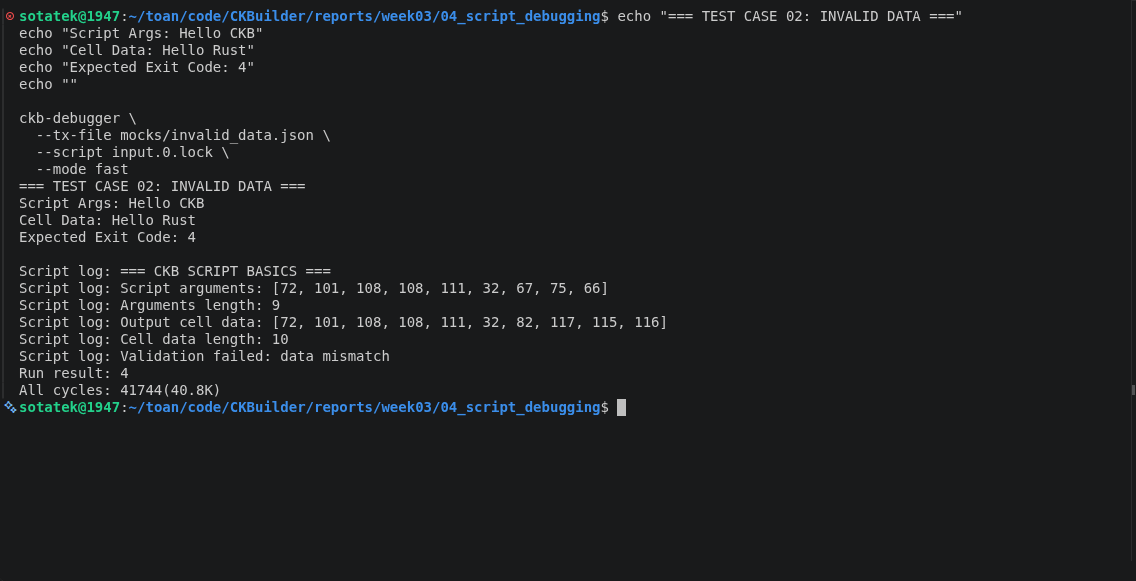 sotatek@1947:~/toan/code/CKBuilder/reports/week03/04_script_debugging$ echo "=== TEST CASE 02: INVALID DATA ==="
echo "Script Args: Hello CKB"
echo "Cell Data: Hello Rust"
echo "Expected Exit Code: 4"
echo ""

ckb-debugger \
  --tx-file mocks/invalid_data.json \
  --script input.0.lock \
  --mode fast
=== TEST CASE 02: INVALID DATA ===
Script Args: Hello CKB
Cell Data: Hello Rust
Expected Exit Code: 4

Script log: === CKB SCRIPT BASICS ===
Script log: Script arguments: [72, 101, 108, 108, 111, 32, 67, 75, 66]
Script log: Arguments length: 9
Script log: Output cell data: [72, 101, 108, 108, 111, 32, 82, 117, 115, 116]
Script log: Cell data length: 10
Script log: Validation failed: data mismatch
Run result: 4
All cycles: 41744(40.8K)
sotatek@1947:~/toan/code/CKBuilder/reports/week03/04_script_debugging$